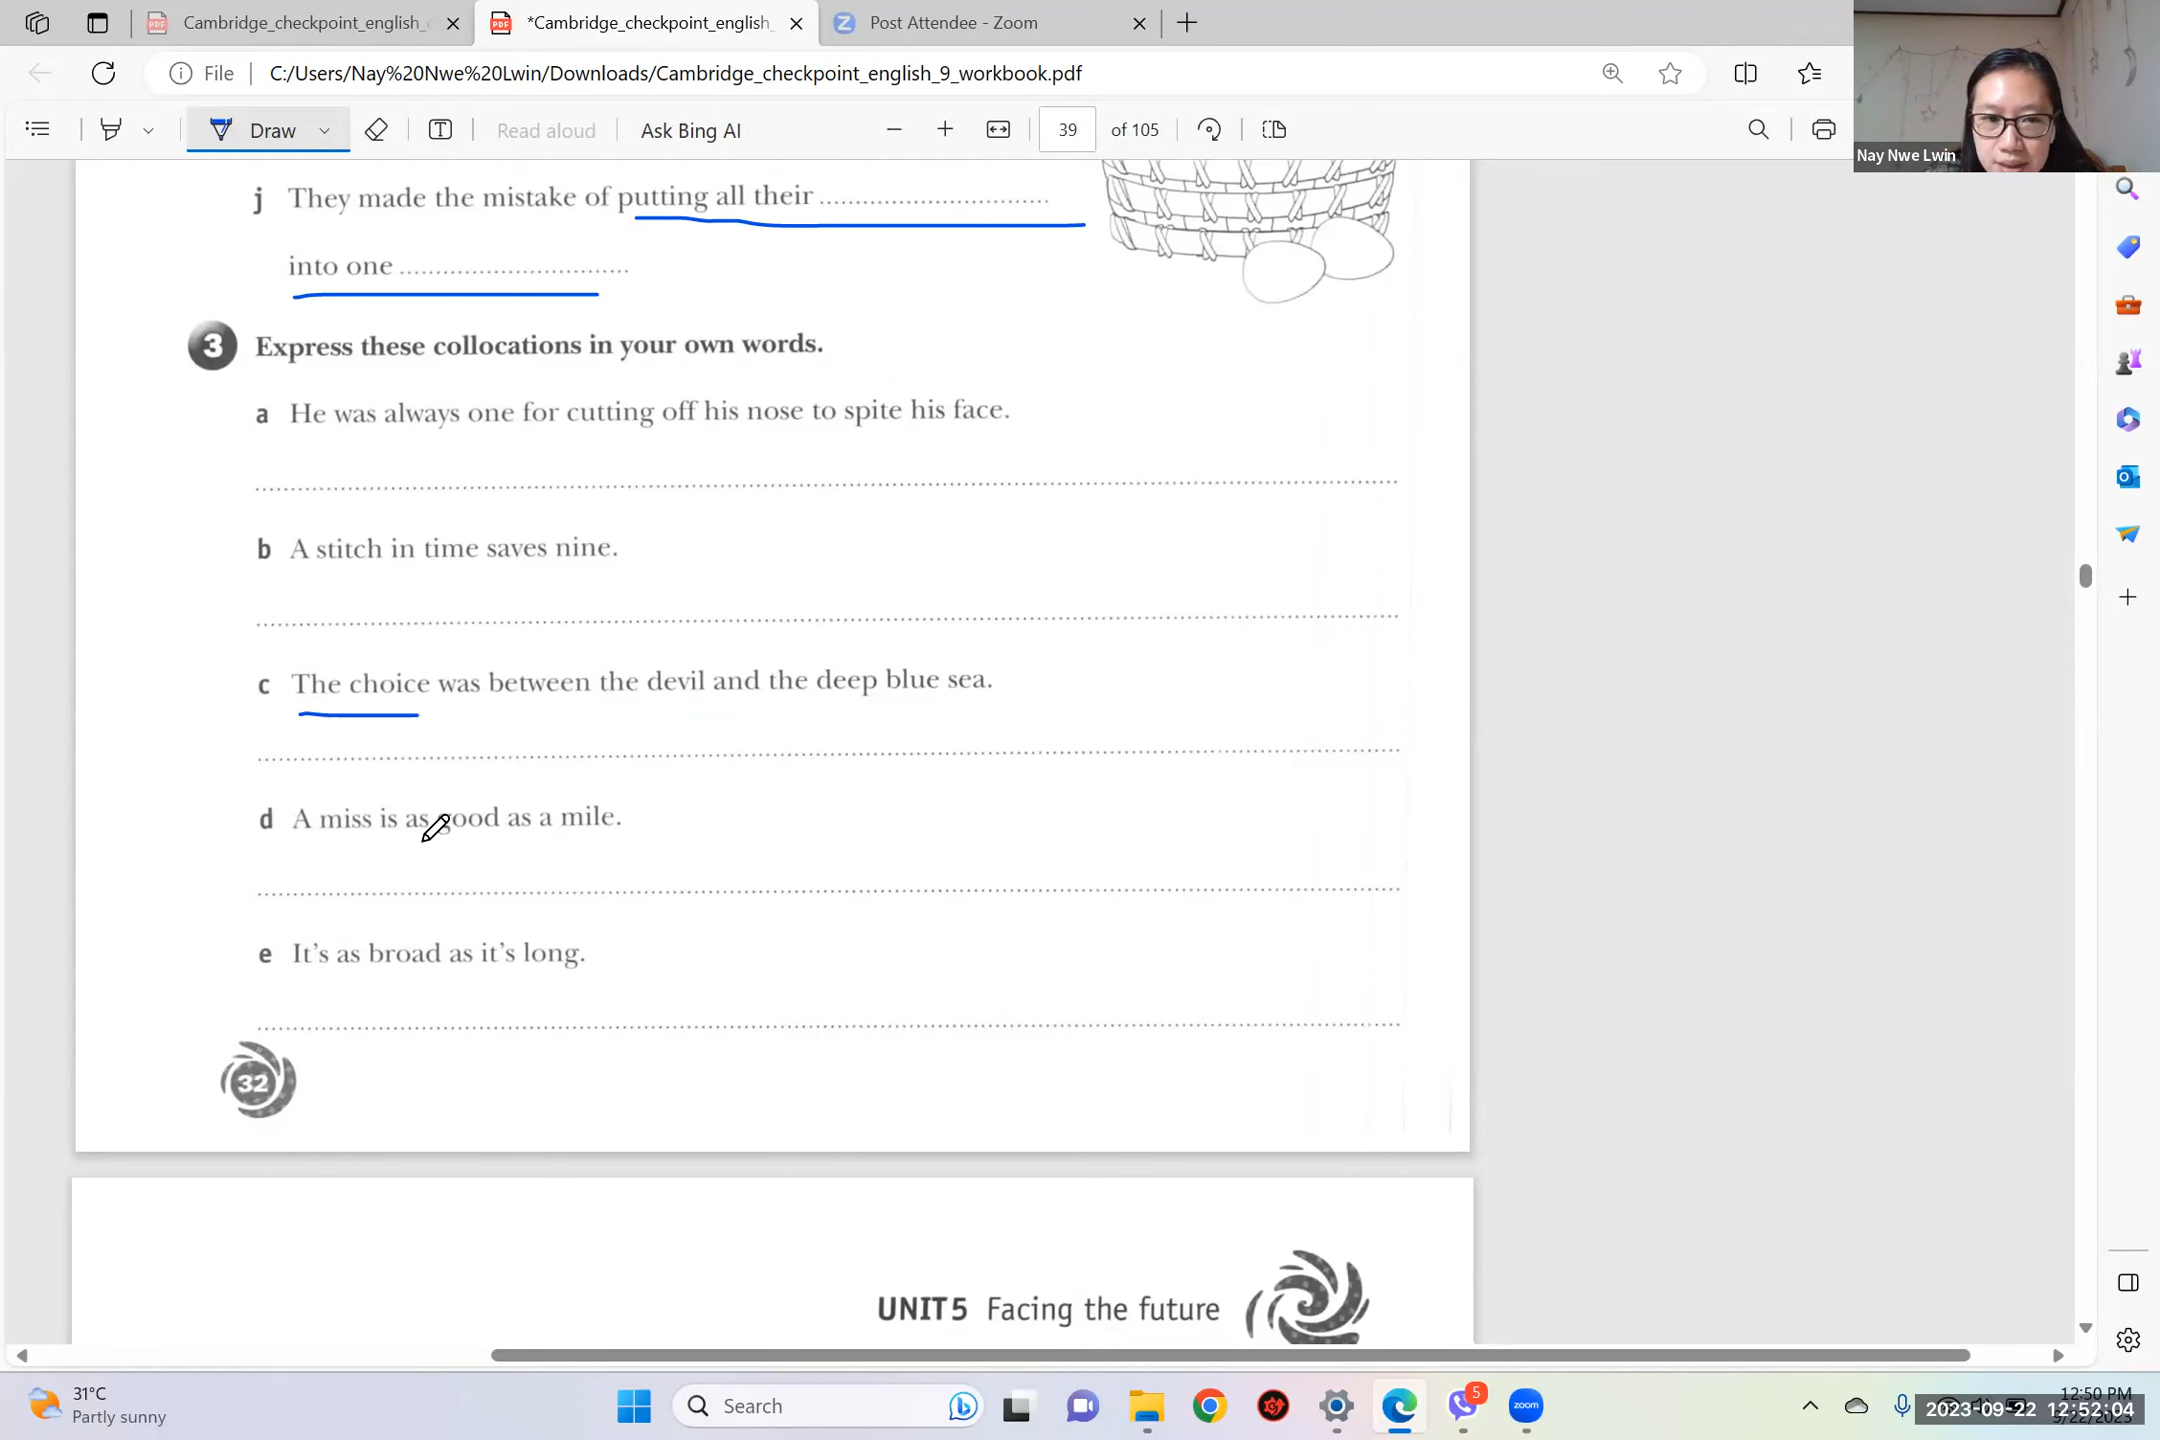 Cambridge_checkpoint_english_
*Cambridge_checkpoint_english_
Post Attendee - Zoom
File
C:/Users/Nay%20Nwe%20Lwin/Downloads/Cambridge_checkpoint_english_9_workbook.pdf
Draw
Read aloud
Ask Bing AI
39
of 105
Nay Nwe Lwin
j They made the mistake of putting all their ..............................
into one ..............................
3 Express these collocations in your own words.
a He was always one for cutting off his nose to spite his face.
b A stitch in time saves nine.
c The choice was between the devil and the deep blue sea.
d A miss is as good as a mile.
e It's as broad as it's long.
32
UNIT 5 Facing the future
31°C
Partly sunny
Search
5
zoom
12:50 PM
2023-09-22 12:52:04